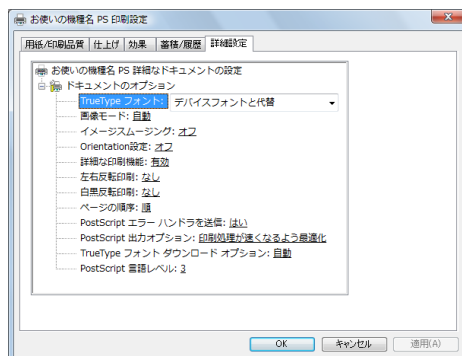 お使いの機種名 PS 印刷設定
用紙/印刷品質 仕上げ 効果 蓄積/履歴 詳細設定
お使いの機種名 PS 詳細なドキュメントの設定
ドキュメントのオプション
TrueType フォント: デバイスフォントと代替
画像モード: 自動
イメージスムージング: オフ
Orientation設定: オフ
詳細な印刷機能: 有効
左右反転印刷: なし
白黒反転印刷: なし
ページの順序: 順
PostScript エラー ハンドラを送信: はい
PostScript 出力オプション: 印刷処理が速くなるよう最適化
TrueType フォント ダウンロード オプション: 自動
PostScript 言語レベル: 3
OK キャンセル 適用(A)